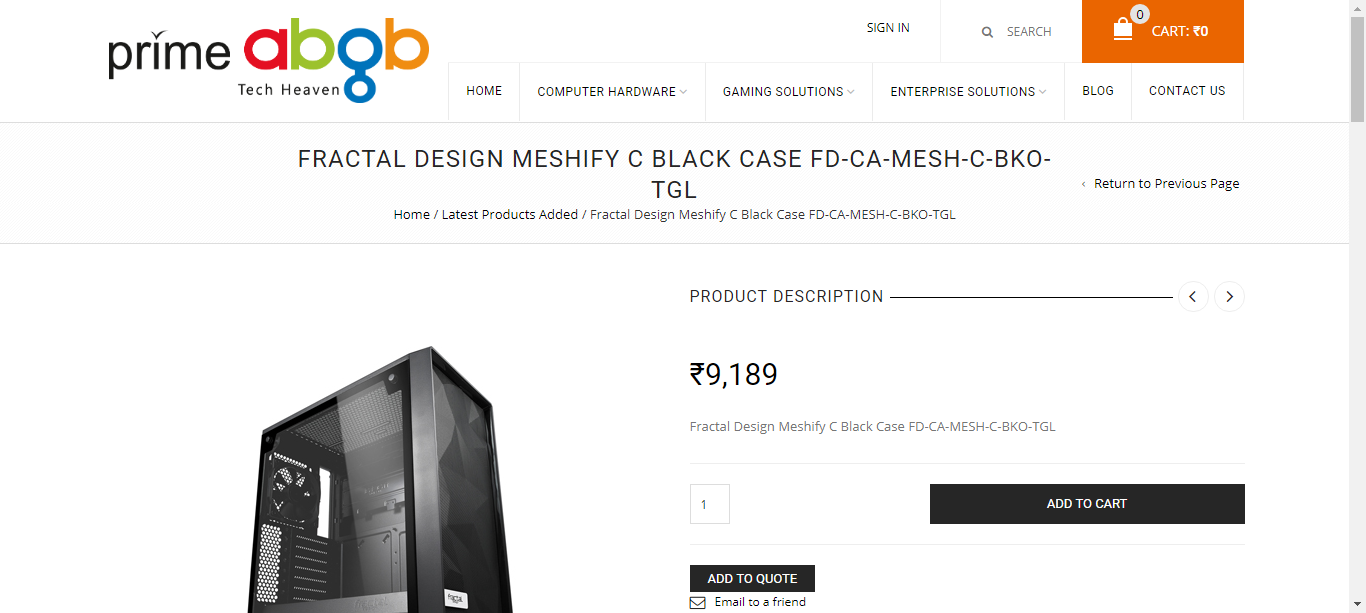 prime abgb
Tech Heaven
SIGN IN
SEARCH
0
CART: ₹0
HOME
COMPUTER HARDWARE
GAMING SOLUTIONS
ENTERPRISE SOLUTIONS
BLOG
CONTACT US
FRACTAL DESIGN MESHIFY C BLACK CASE FD-CA-MESH-C-BKO-
TGL
‹ Return to Previous Page
Home / Latest Products Added / Fractal Design Meshify C Black Case FD-CA-MESH-C-BKO-TGL
PRODUCT DESCRIPTION
₹9,189
Fractal Design Meshify C Black Case FD-CA-MESH-C-BKO-TGL
1
ADD TO CART
ADD TO QUOTE
Email to a friend
fractal